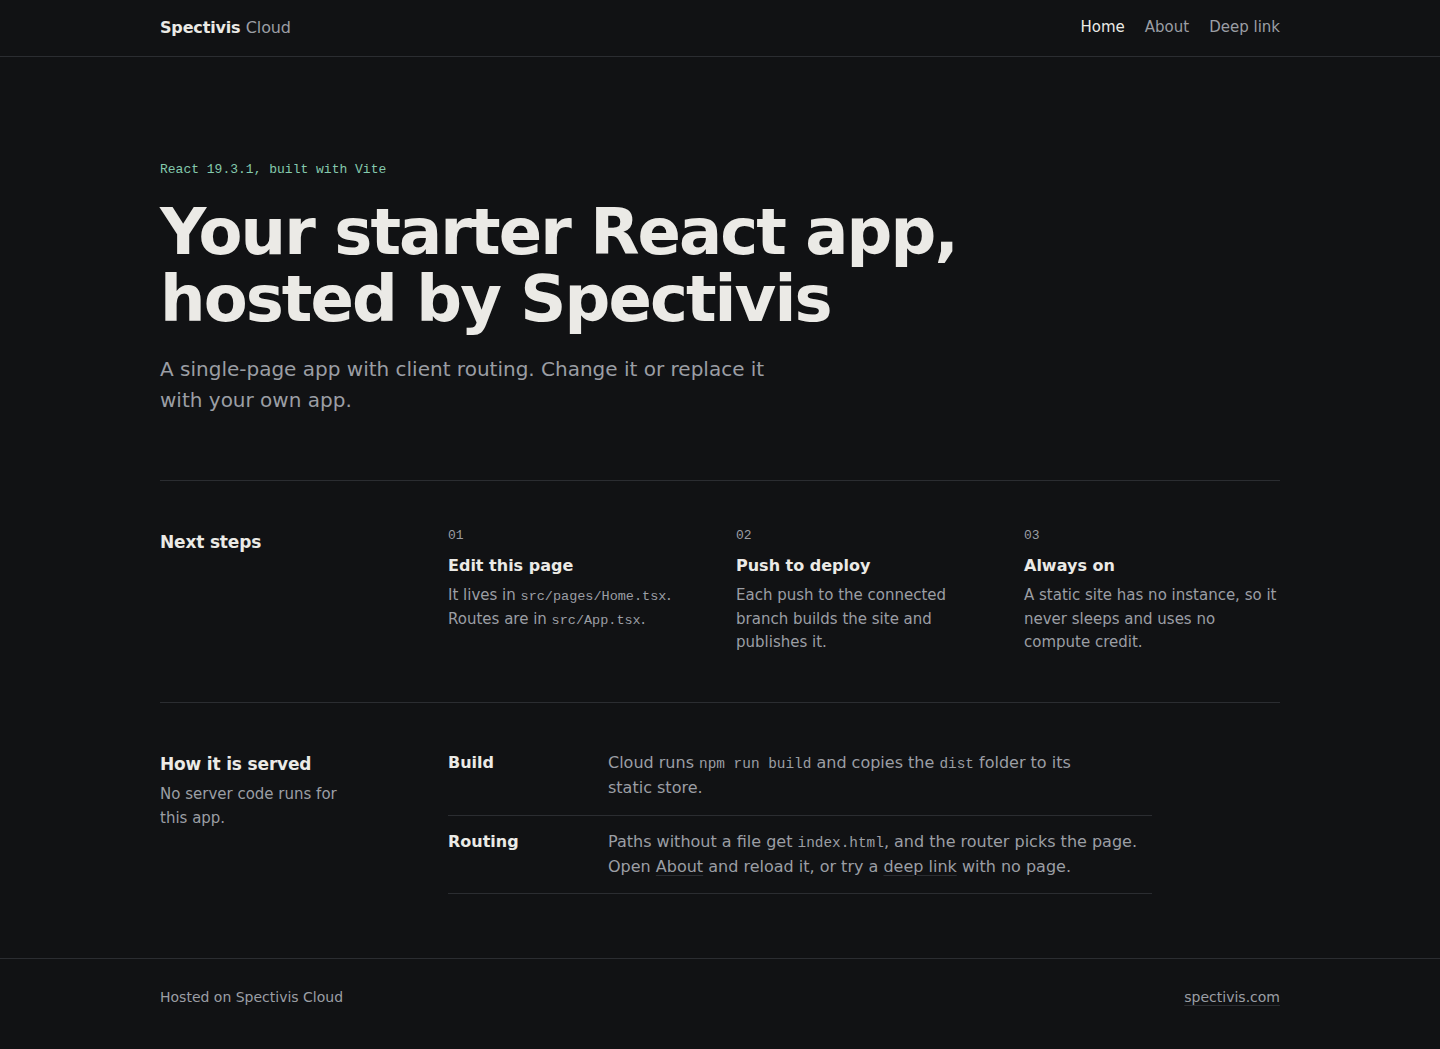 Spectivis Cloud
Home About Deep link
React 19.3.1, built with Vite
Your starter React app,
hosted by Spectivis
A single-page app with client routing. Change it or replace it
with your own app.
Next steps
01
Edit this page
It lives in src/pages/Home.tsx.
Routes are in src/App.tsx.
02
Push to deploy
Each push to the connected
branch builds the site and
publishes it.
03
Always on
A static site has no instance, so it
never sleeps and uses no
compute credit.
How it is served
No server code runs for
this app.
Build
Cloud runs npm run build and copies the dist folder to its
static store.
Routing
Paths without a file get index.html, and the router picks the page.
Open About and reload it, or try a deep link with no page.
Hosted on Spectivis Cloud
spectivis.com